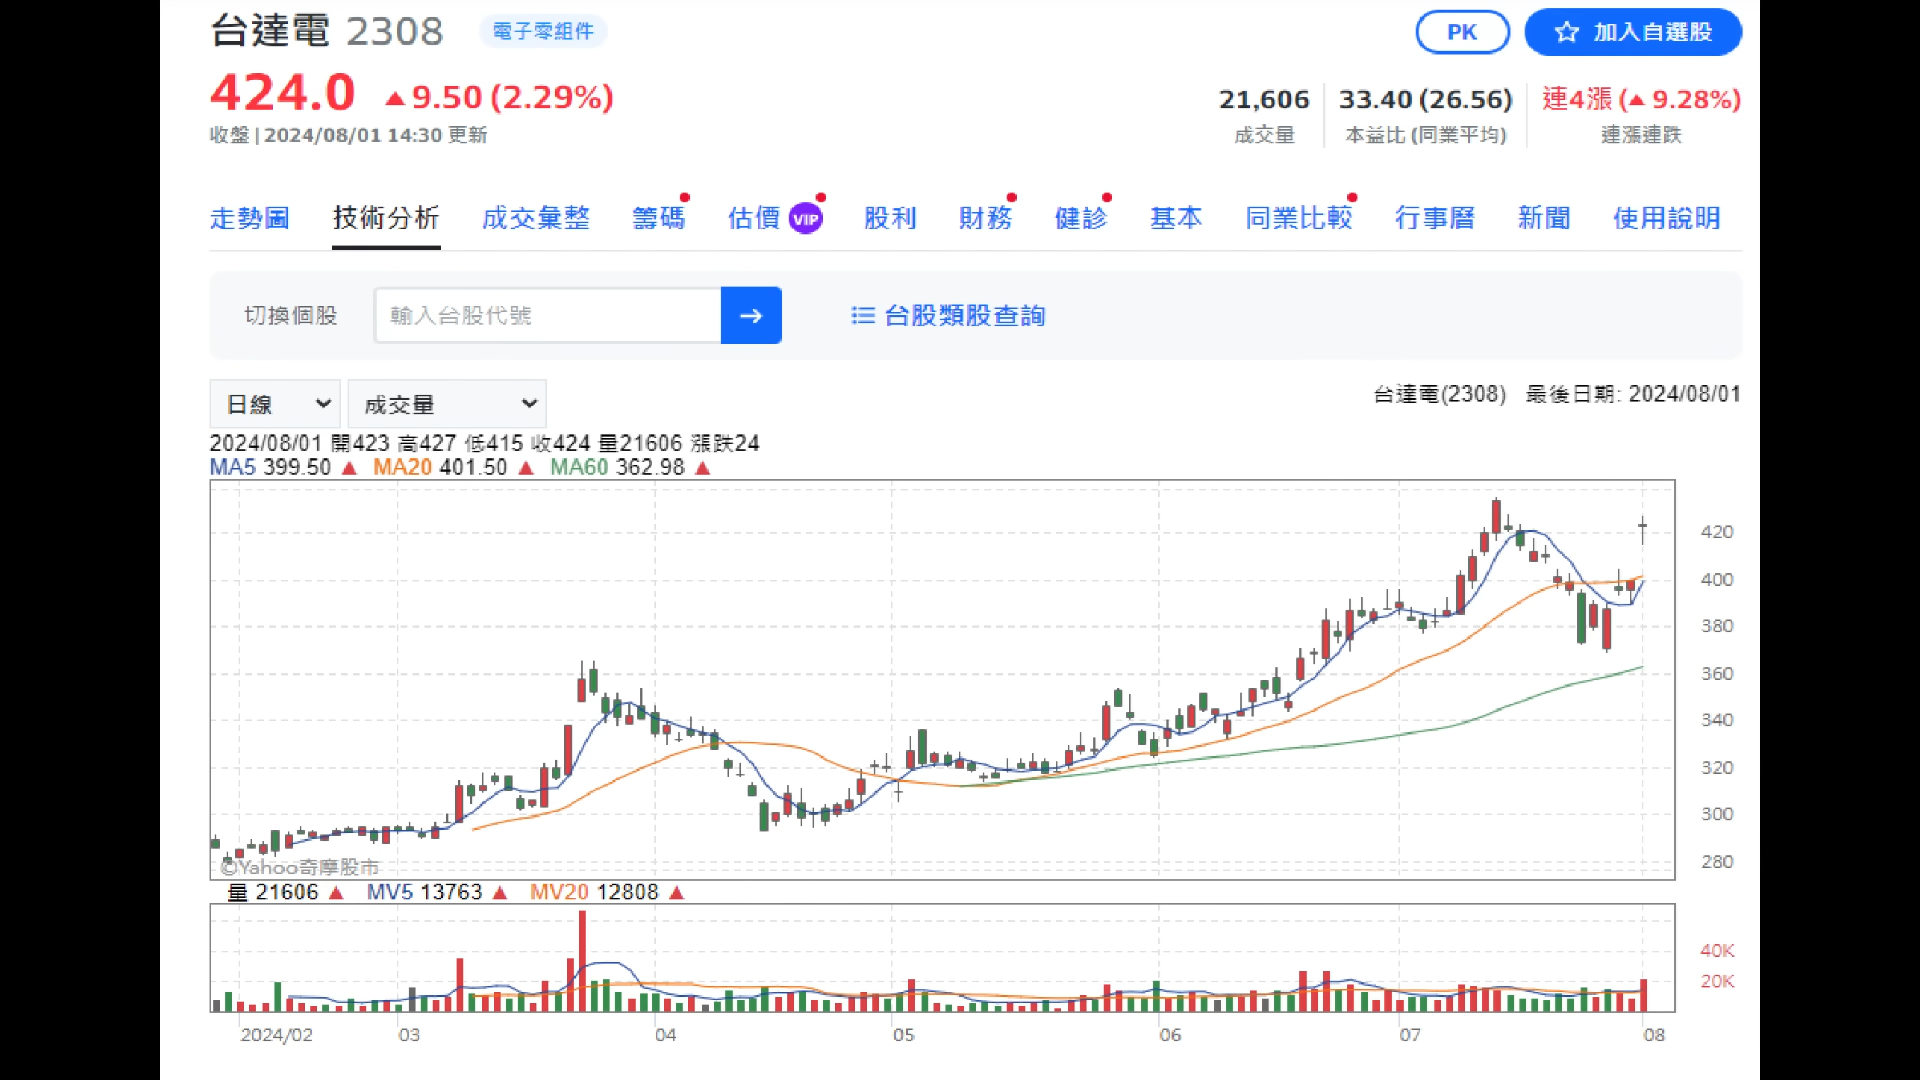 台達電 2308 電子零組件 PK 加入自選股
424.0 ▲9.50 (2.29%)
21,606 33.40 (26.56) 連4漲 (▲ 9.28%)
收盤 | 2024/08/01 14:30 更新 成交量 本益比 (同業平均) 連漲連跌
走勢圖 技術分析 成交彙整 籌碼 估價 VIP 股利 財務 健診 基本 同業比較 行事曆 新聞 使用說明
切換個股 輸入台股代號 → 台股類股查詢
日線 成交量 台達電(2308) 最後日期: 2024/08/01
2024/08/01 開423 高427 低415 收424 量21606 漲跌24
MA5 399.50 ▲ MA20 401.50 ▲ MA60 362.98 ▲
420
400
380
360
340
320
300
280
©Yahoo奇摩股市
量 21606 ▲ MV5 13763 ▲ MV20 12808 ▲
40K
20K
2024/02 03 04 05 06 07 08